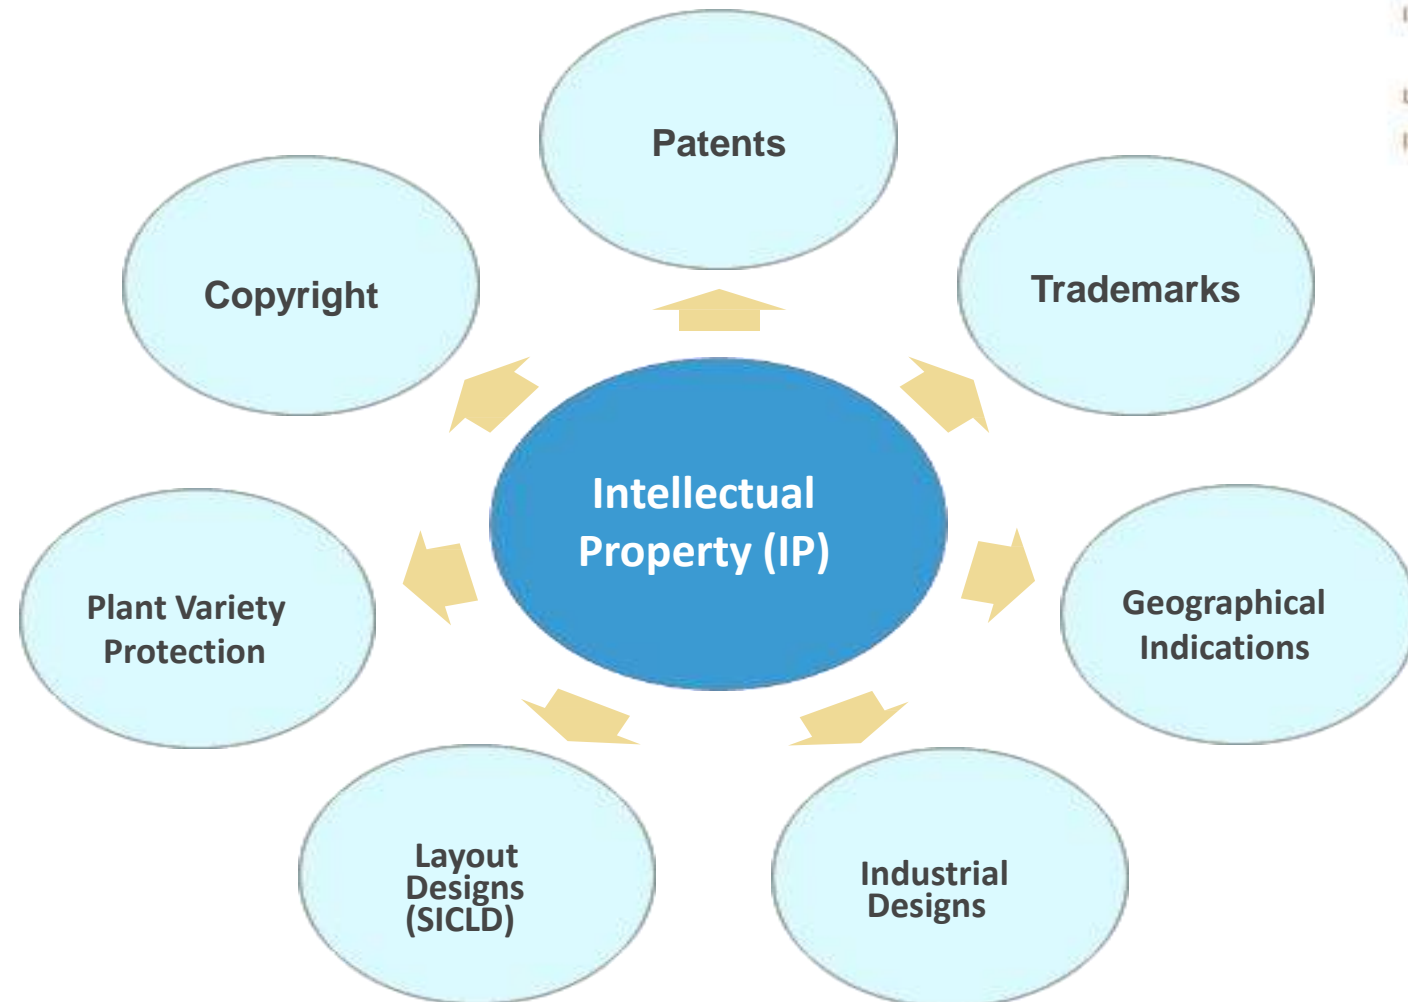 Patents
Copyright
Trademarks
Intellectual
Property (IP)
Plant Variety
Protection
Geographical
Indications
Layout
Designs
(SICLD)
Industrial
Designs